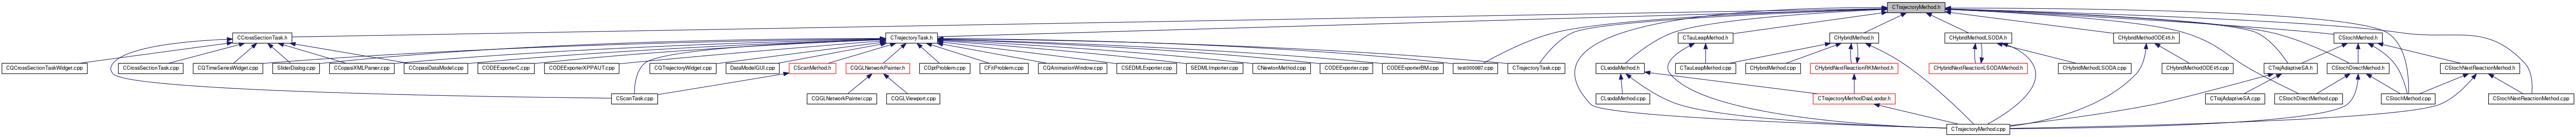 CTrajectoryMethod.h
CCrossSectionTask.h
CTrajectoryTask.h
CTauLeapMethod.h
CHybridMethod.h
CHybridMethodLSODA.h
CHybridMethodODE45.h
CStochMethod.h
CQCrossSectionTaskWidget.cpp
CCrossSectionTask.cpp
CQTimeSeriesWidget.cpp
SliderDialog.cpp
CCopasiXMLParser.cpp
CCopasiDataModel.cpp
CODEExporterC.cpp
CODEExporterXPPAUT.cpp
CQTrajectoryWidget.cpp
DataModelGUI.cpp
CScanMethod.h
CQGLNetworkPainter.h
COptProblem.cpp
CFitProblem.cpp
CQAnimationWindow.cpp
CSEDMLExporter.cpp
SEDMLImporter.cpp
CNewtonMethod.cpp
CODEExporter.cpp
CODEExporterBM.cpp
test000087.cpp
CTrajectoryTask.cpp
CLsodaMethod.h
CTauLeapMethod.cpp
CHybridMethod.cpp
CHybridNextReactionRKMethod.h
CHybridNextReactionLSODAMethod.h
CHybridMethodLSODA.cpp
CHybridMethodODE45.cpp
CTrajAdaptiveSA.h
CStochDirectMethod.h
CStochNextReactionMethod.h
CScanTask.cpp
CQGLNetworkPainter.cpp
CQGLViewport.cpp
CLsodaMethod.cpp
CTrajectoryMethodDsaLsodar.h
CTrajAdaptiveSA.cpp
CStochDirectMethod.cpp
CStochMethod.cpp
CStochNextReactionMethod.cpp
CTrajectoryMethod.cpp